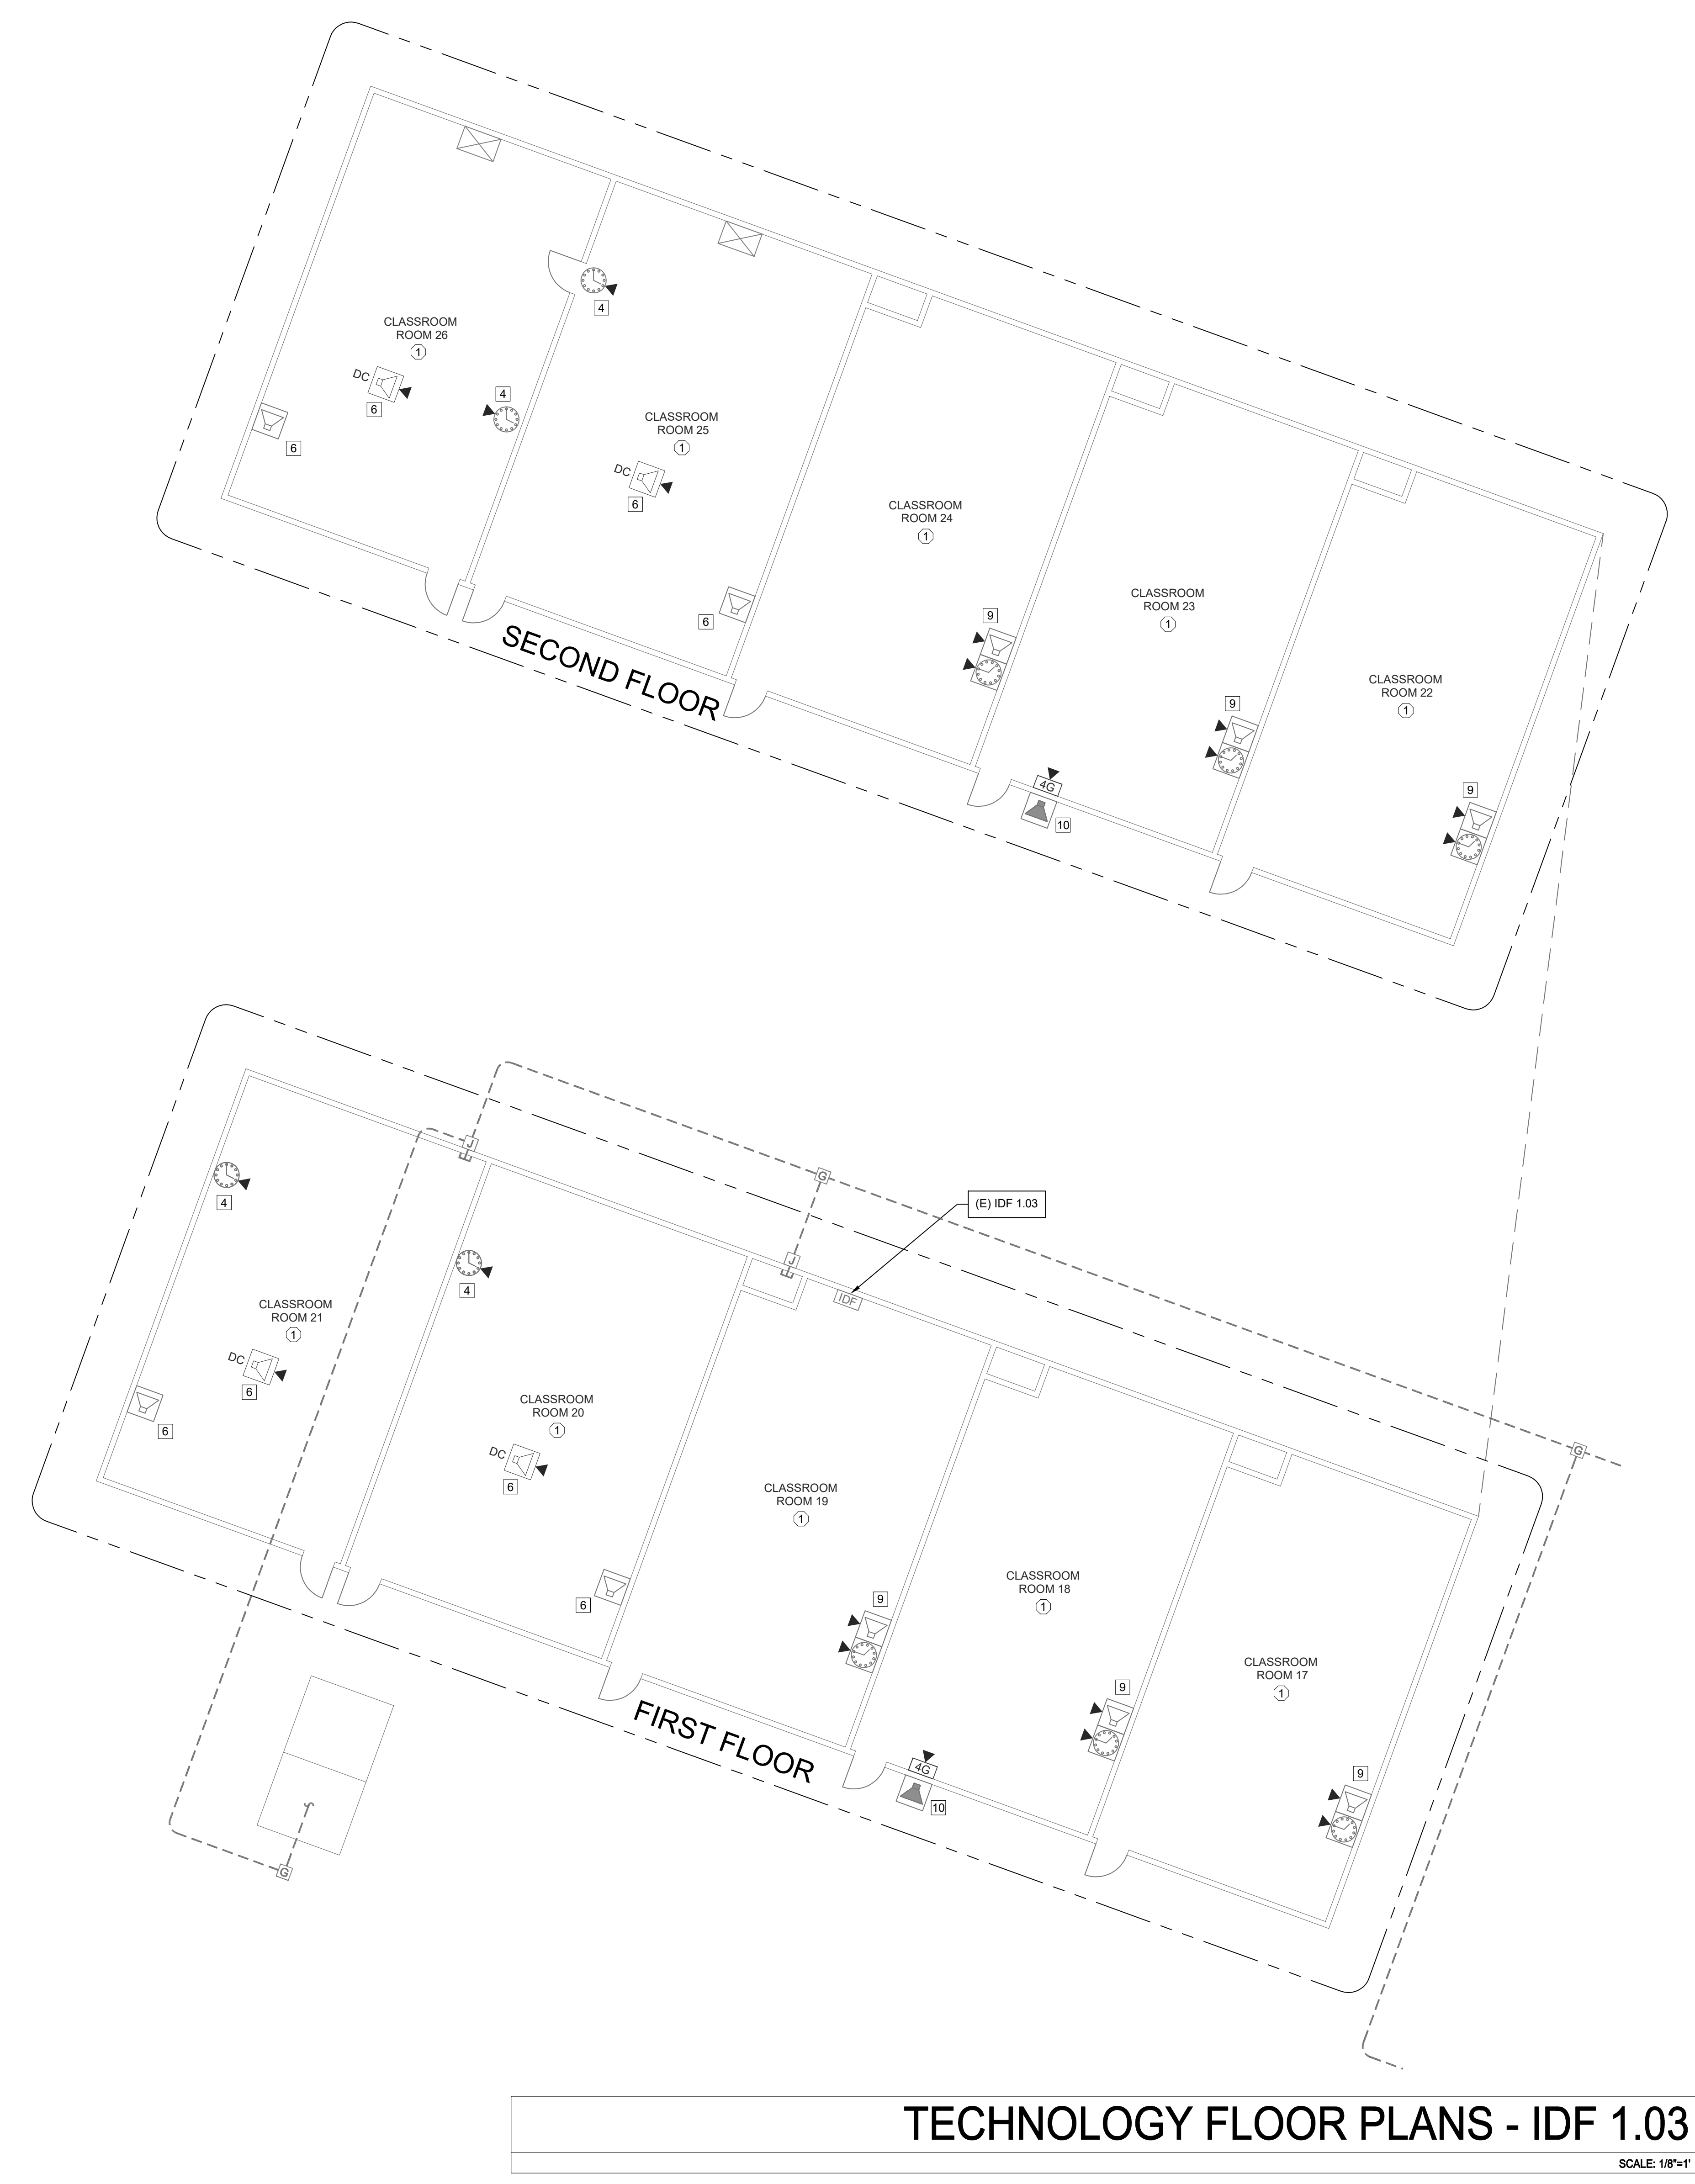 CLASSROOM
ROOM 26
1
DC
6
6
4
4
CLASSROOM
ROOM 25
1
DC
6
6
CLASSROOM
ROOM 24
1
9
CLASSROOM
ROOM 23
1
9
4G
10
CLASSROOM
ROOM 22
1
9
SECOND FLOOR
J
G
J
(E) IDF 1.03
IDF
G
4
CLASSROOM
ROOM 21
1
DC
6
6
4
CLASSROOM
ROOM 20
1
DC
6
6
CLASSROOM
ROOM 19
1
9
CLASSROOM
ROOM 18
1
9
4G
10
CLASSROOM
ROOM 17
1
9
FIRST FLOOR
G
TECHNOLOGY FLOOR PLANS - IDF 1.03
SCALE: 1/8"=1'